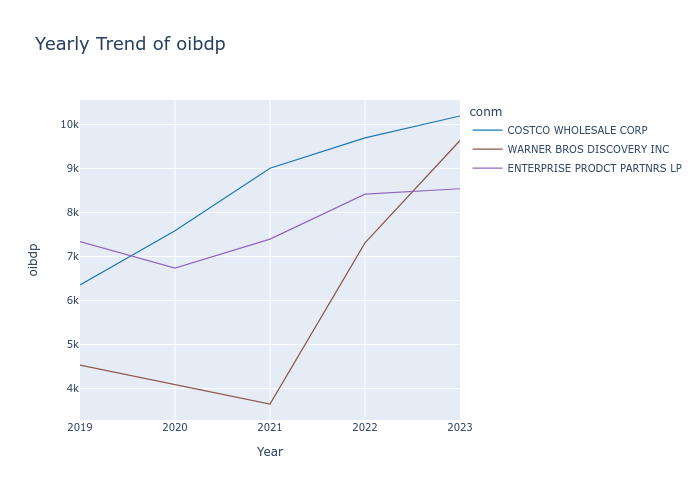 Yearly Trend of oibdp
conm
COSTCO WHOLESALE CORP
WARNER BROS DISCOVERY INC
ENTERPRISE PRODCT PARTNRS LP
oibdp
10k
9k
8k
7k
6k
5k
4k
2019 2020 2021 2022 2023
Year